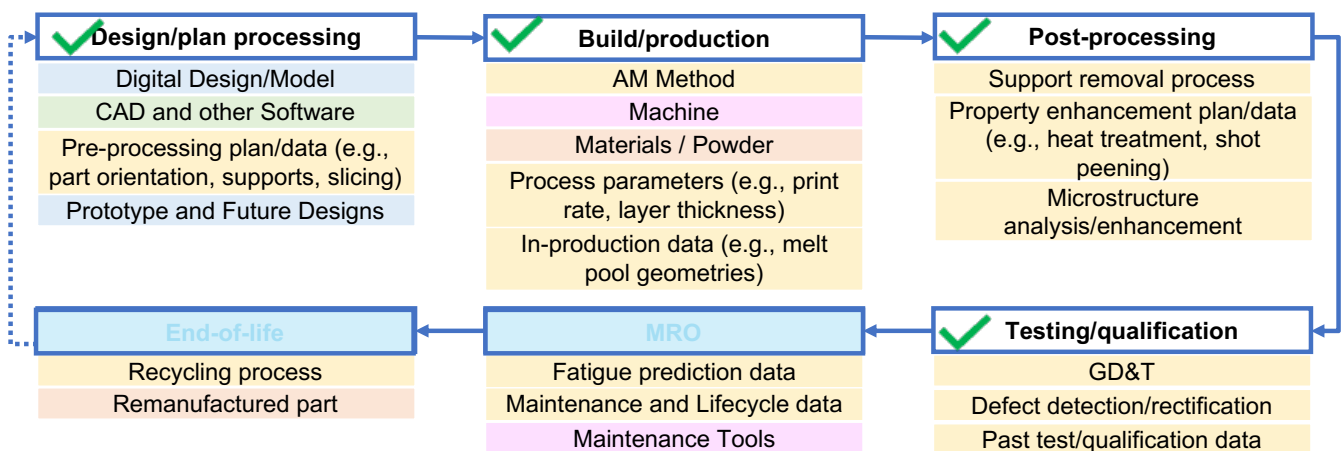 Design/plan processing
Digital Design/Model
CAD and other Software
Pre-processing plan/data (e.g.,
part orientation, supports, slicing)
Prototype and Future Designs
Build/production
AM Method
Machine
Materials / Powder
Process parameters (e.g., print
rate, layer thickness)
In-production data (e.g., melt
pool geometries)
Post-processing
Support removal process
Property enhancement plan/data
(e.g., heat treatment, shot
peening)
Microstructure
analysis/enhancement
End-of-life
Recycling process
Remanufactured part
MRO
Fatigue prediction data
Maintenance and Lifecycle data
Maintenance Tools
Testing/qualification
GD&T
Defect detection/rectification
Past test/qualification data